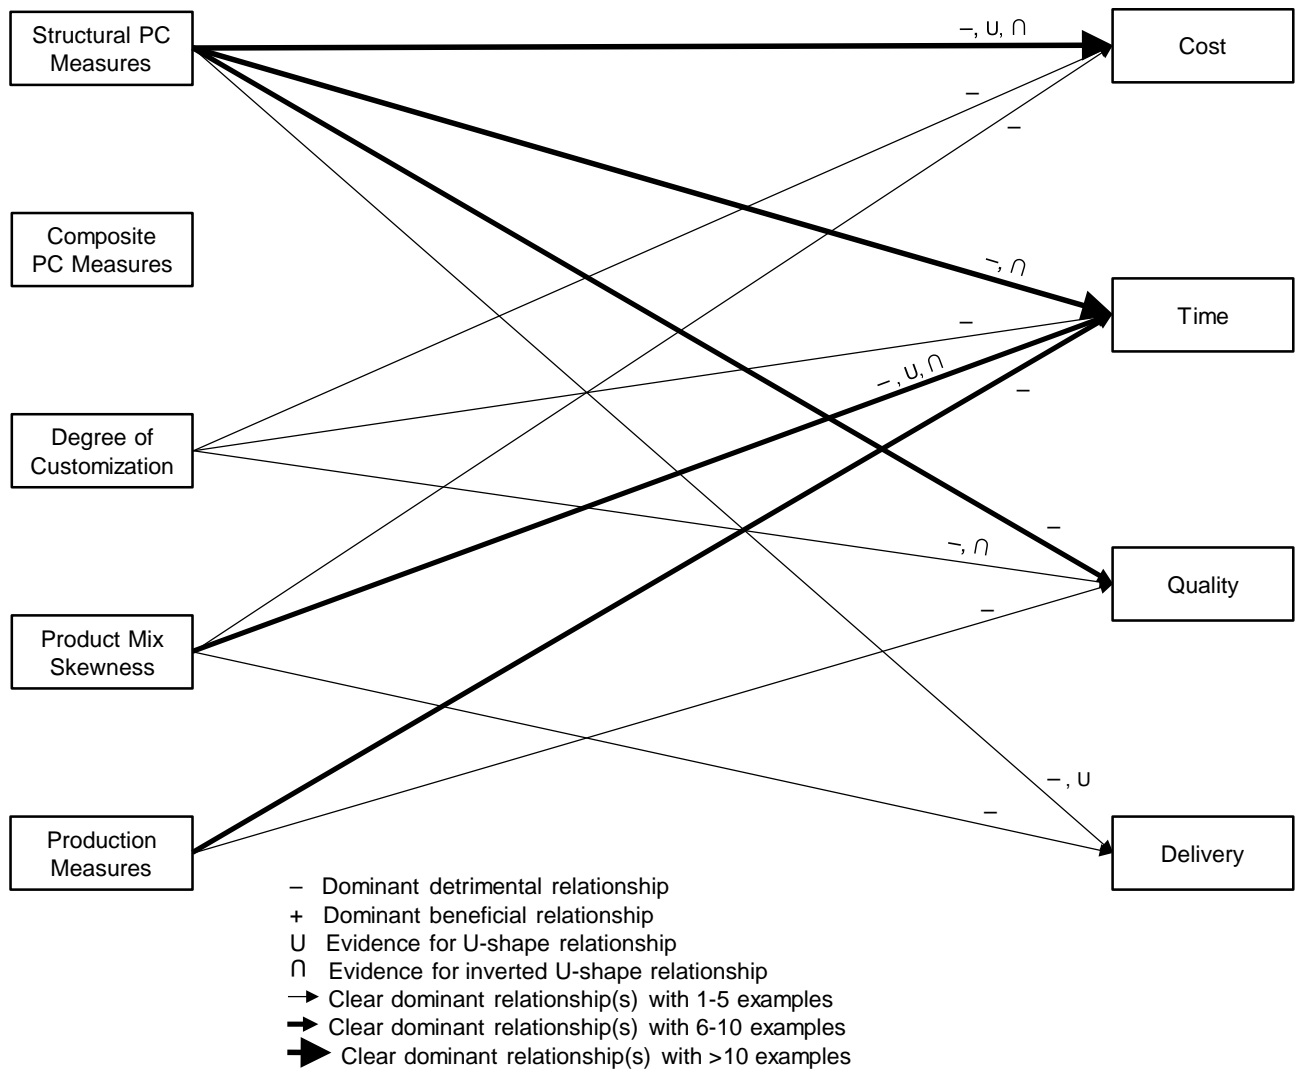 Structural PC
Measures
–, U, ∩
Cost
–
–
Composite
PC Measures
–, ∩
Time
–
–, U, ∩
–
Degree of
Customization
–
–, ∩
Quality
–
Product Mix
Skewness
–, U
–
Production
Measures
Delivery
– Dominant detrimental relationship
+ Dominant beneficial relationship
U Evidence for U-shape relationship
∩ Evidence for inverted U-shape relationship
Clear dominant relationship(s) with 1-5 examples
Clear dominant relationship(s) with 6-10 examples
Clear dominant relationship(s) with >10 examples